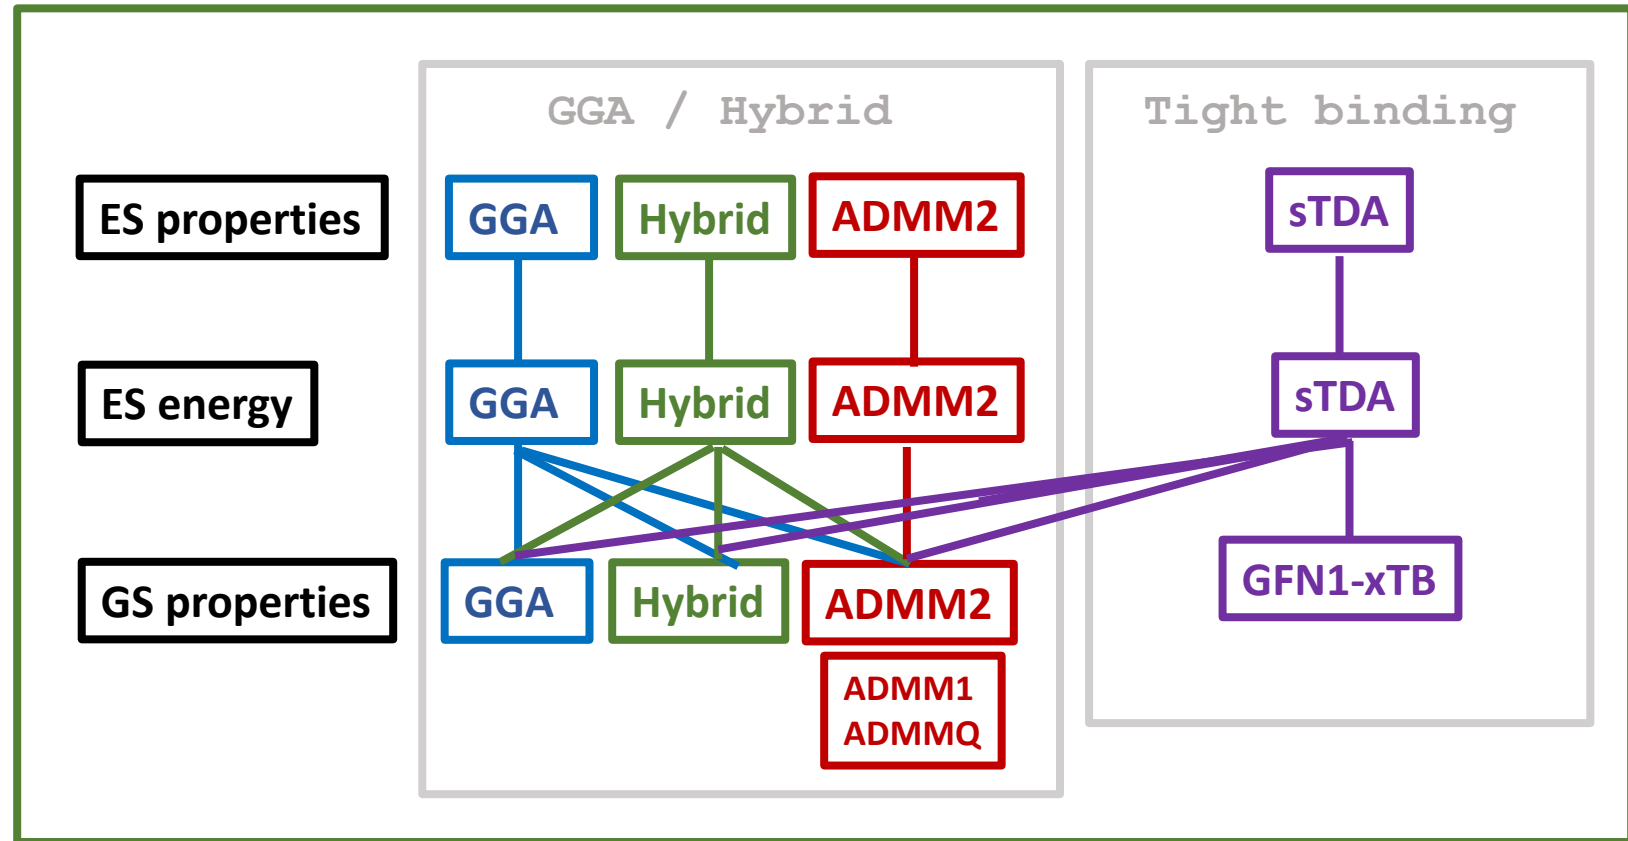 GGA / Hybrid
Tight binding
ES properties
GGA
Hybrid
ADMM2
sTDA
ES energy
GGA
Hybrid
ADMM2
sTDA
GS properties
GGA
Hybrid
ADMM2
GFN1-xTB
ADMM1
ADMMQ